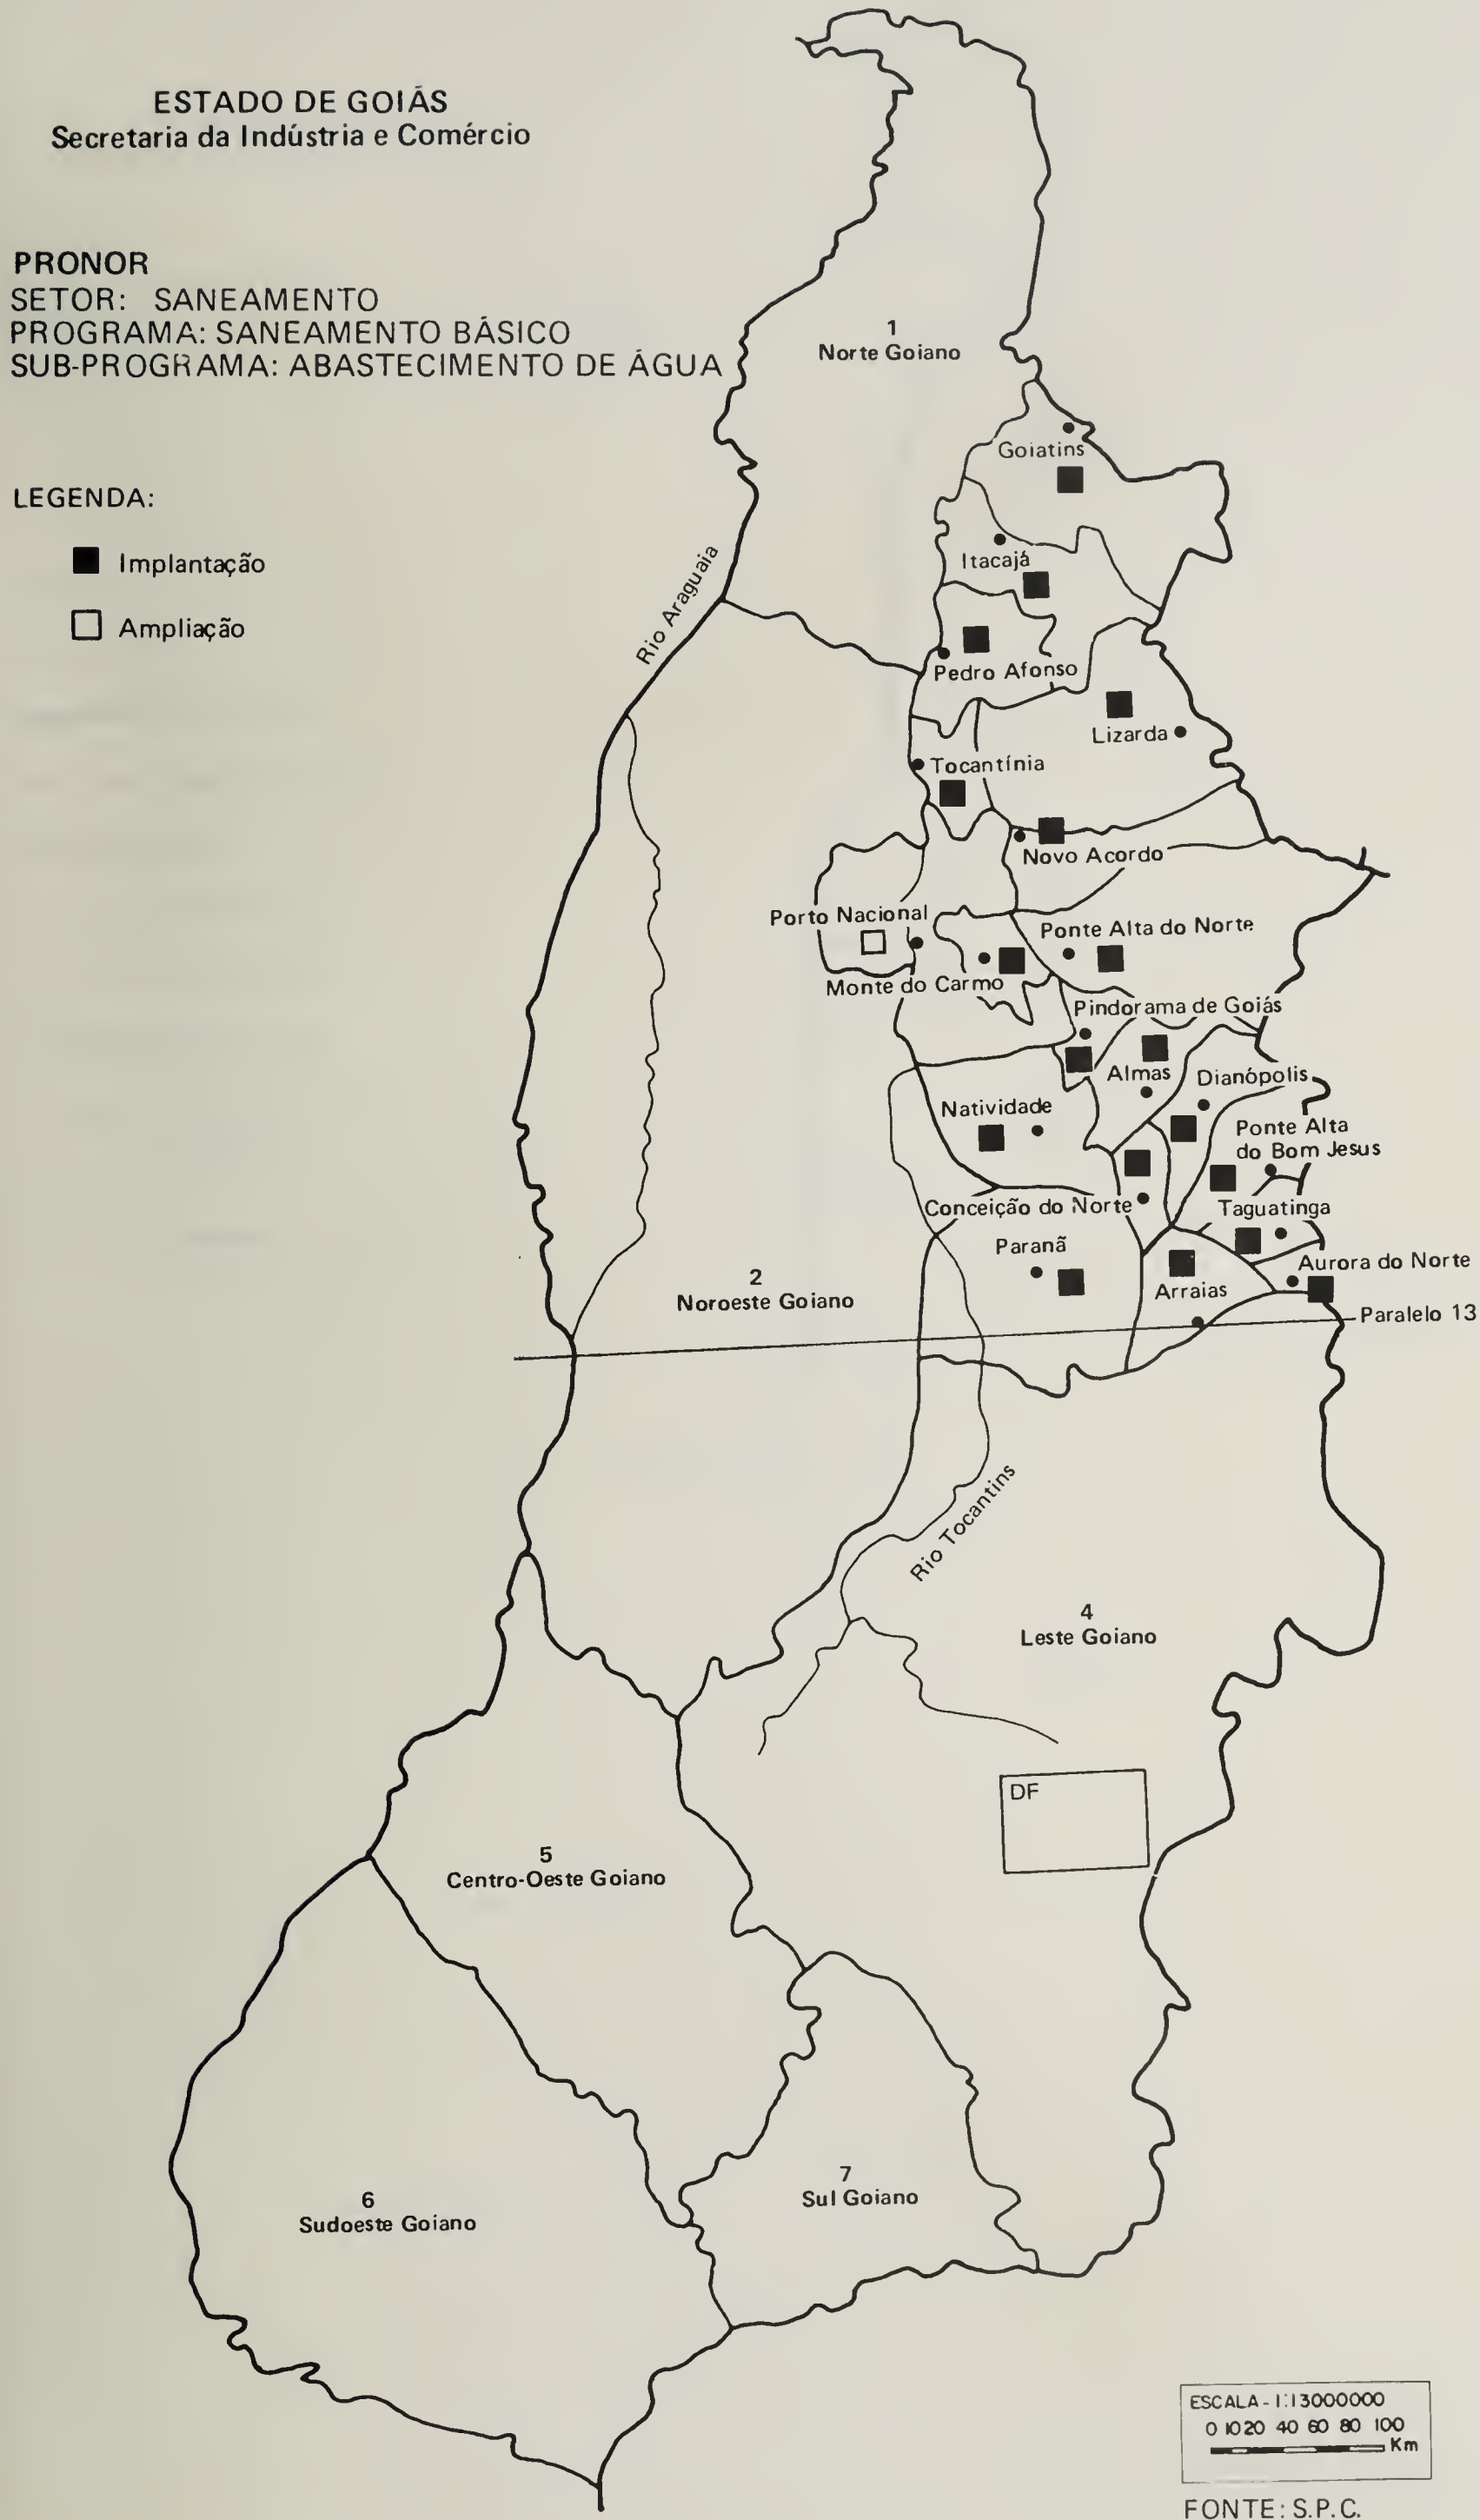 ESTADO DE GOIÁS
Secretaria da Indústria e Comércio
PRONOR
SETOR: SANEAMENTO
PROGRAMA: SANEAMENTO BÁSICO
SUB-PROGRAMA: ABASTECIMENTO DE ÁGUA
LEGENDA:
Implantação
Ampliação
1
Norte Goiano
Goiatins
Itacajá
Rio Araguaia
Pedro Afonso
Lizarda
Tocantínia
Novo Acordo
Porto Nacional
Ponte Alta do Norte
Monte do Carmo
Pindorama de Goiás
Almas
Dianópolis
Natividade
Ponte Alta
do Bom Jesus
Conceição do Norte
Taguatinga
Paranã
Aurora do Norte
2
Noroeste Goiano
Arraias
Paralelo 13
Rio Tocantins
4
Leste Goiano
DF
5
Centro-Oeste Goiano
7
Sul Goiano
6
Sudoeste Goiano
ESCALA - 1:13000000
0 10 20 40 60 80 100
Km
FONTE: S.P.C.